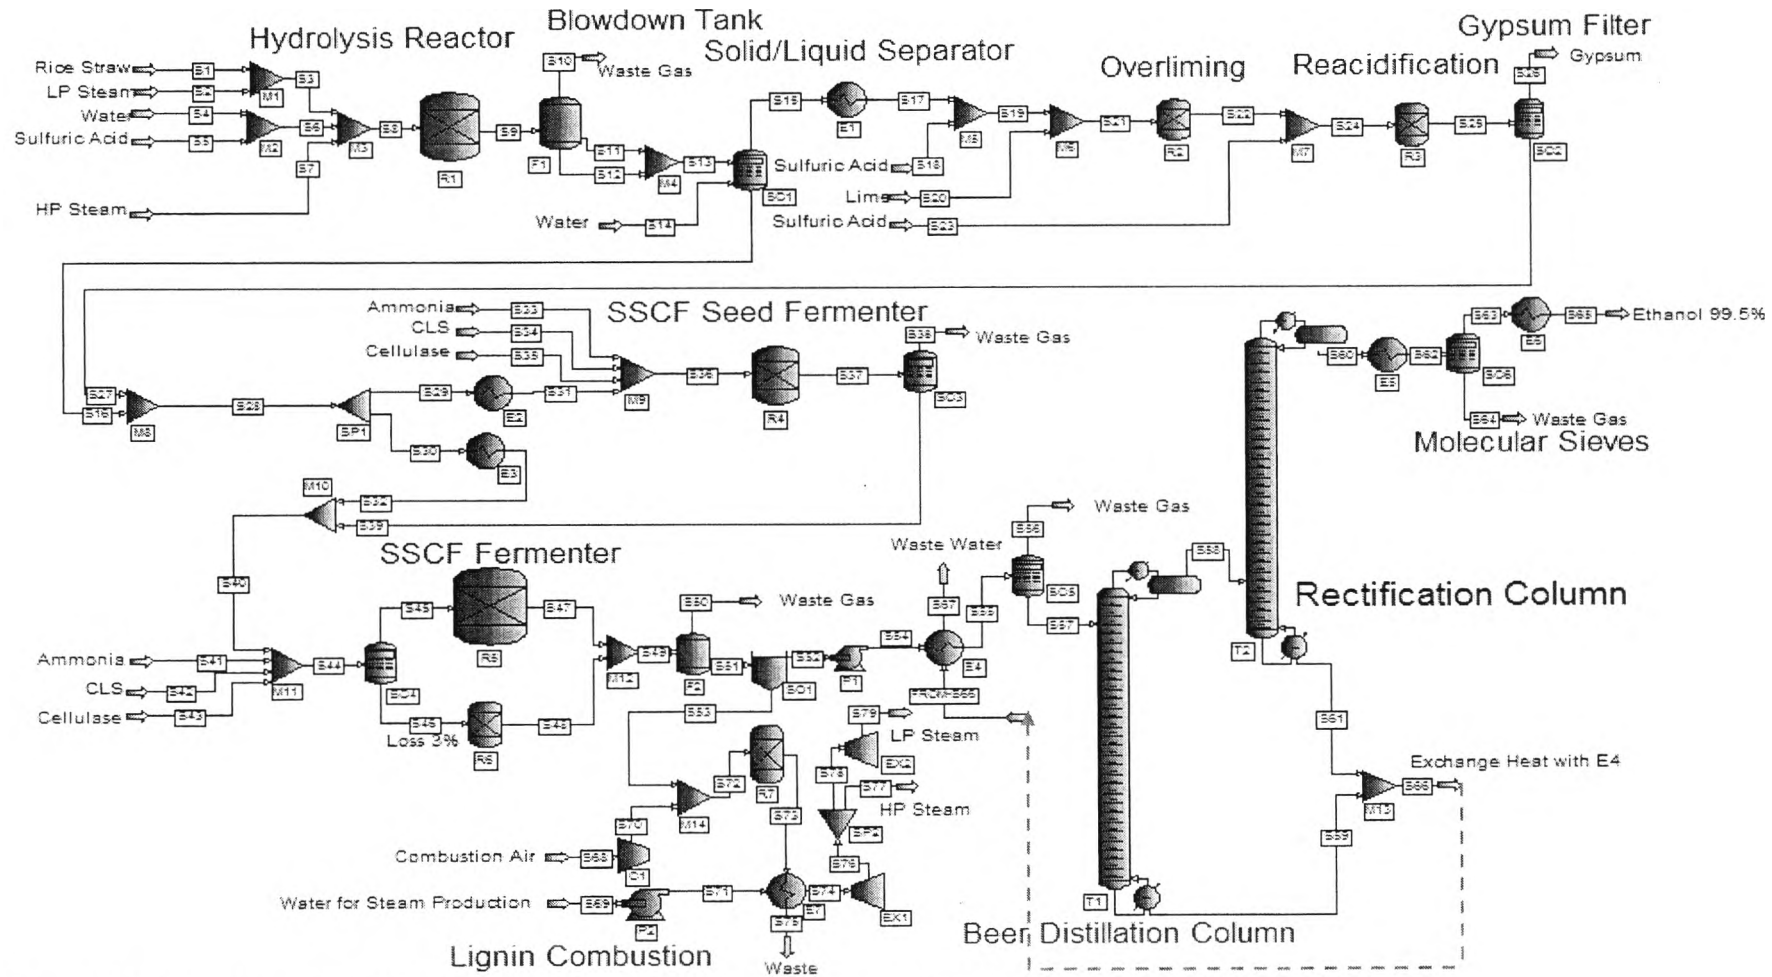 Blowdown Tank
Gypsum Filter
Hydrolysis Reactor
Solid/Liquid Separator
Overliming
Reacidification
S10
Waste Gas
S26
Gypsum
Rice Straw
S1
S3
LP Steam
S2
M1
Water
S4
S6
S8
S9
Sulfuric Acid
S5
M2
M3
S7
R1
F1
S11
S12
M4
S13
S15
E1
S17
M5
S19
M6
S21
R2
S22
M7
S24
R3
S25
SC2
SC1
Sulfuric Acid
S18
HP Steam
Water
S14
Lime
S20
Sulfuric Acid
S23
Ammonia
S33
SSCF Seed Fermenter
CLS
S34
Cellulase
S35
S38
Waste Gas
S63
S65
Ethanol 99.5%
E6
S60
E5
S62
SC6
S64
Waste Gas
Molecular Sieves
S27
S16
M8
S28
SP1
S29
E2
S31
M9
S36
R4
S37
SC3
S30
E3
M10
S32
S39
S40
SSCF Fermenter
Waste Water
S56
Waste Gas
S58
Rectification Column
S45
R5
S47
S50
Waste Gas
S67
S55
SC5
S57
Ammonia
S41
CLS
S42
Cellulase
S43
M11
S44
SC4
S46
Loss 3%
R6
S48
M12
S49
F2
S51
SO1
S52
P1
S54
E4
FROM-S66
T2
S53
S79
LP Steam
S61
S72
R7
S78
EX2
S77
HP Steam
Exchange Heat with E4
M13
S66
S70
M14
S73
SP2
S59
Combustion Air
S68
C1
S76
Water for Steam Production
S69
P2
S71
E7
S74
EX1
S75
T1
Beer Distillation Column
Lignin Combustion
Waste